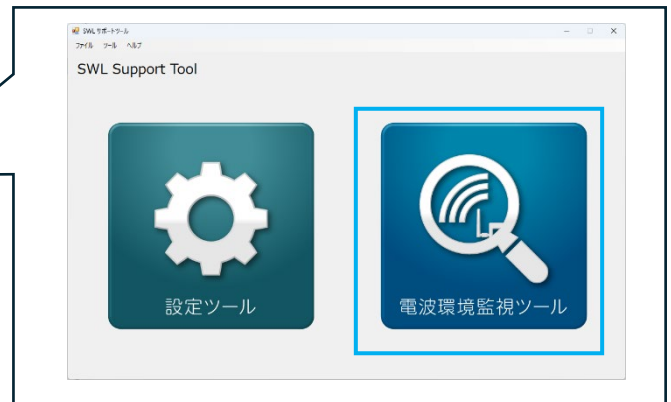 SWL サポートツール
ファイル ツール ヘルプ
SWL Support Tool
設定ツール
電波環境監視ツール